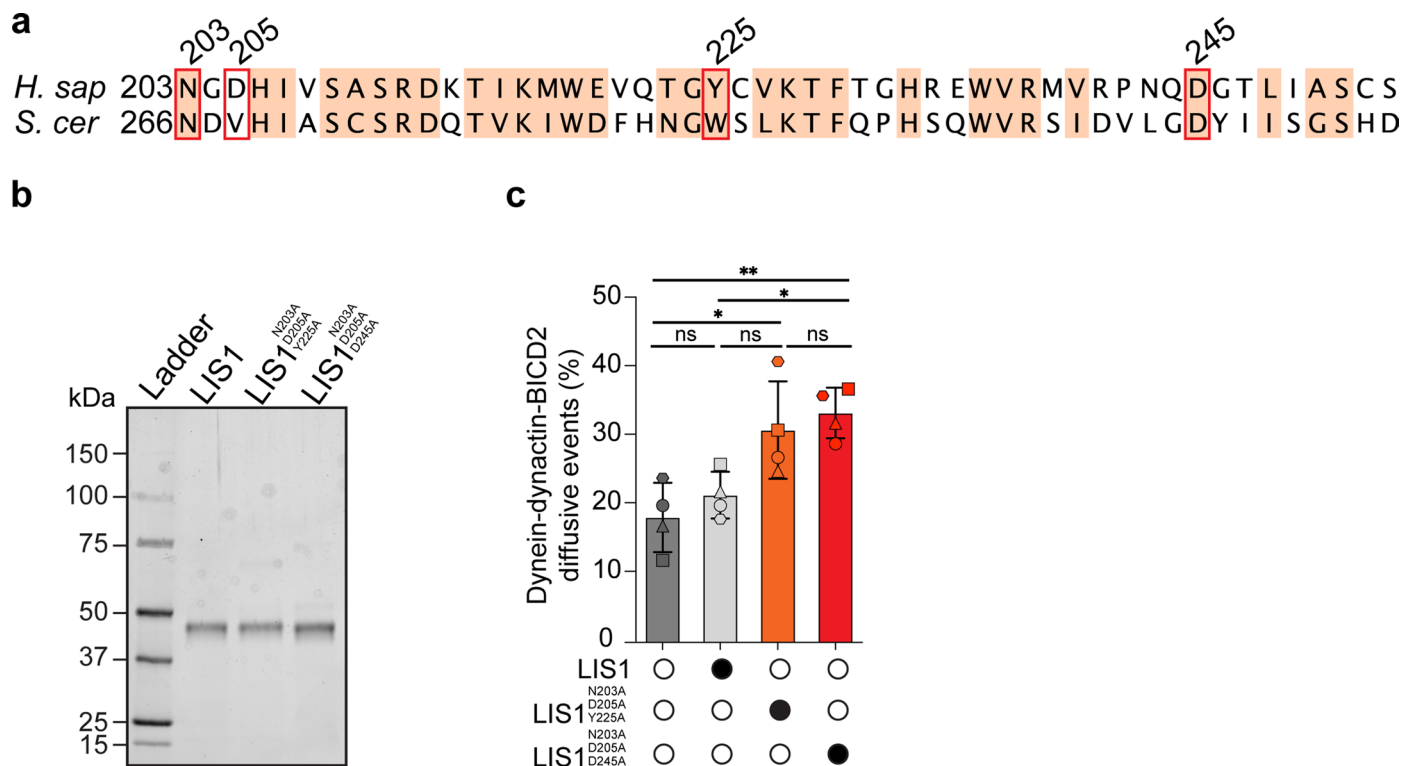 a
203 205 225 245
H. sap 203 N G D H I V S A S R D K T I K M W E V Q T G Y C V K T F T G H R E W V R M V R P N Q D G T L I A S C S
S. cer 266 N D V H I A S C S R D Q T V K I W D F H N G W S L K T F Q P H S Q W V R S I D V L G D Y I I S G S H D
b
kDa
Ladder
LIS1
LIS1 N203A D205A Y225A
LIS1 N203A D205A D245A
150
100
75
50
37
25
15
c
Dynein-dynactin-BICD2
diffusive events (%)
50
40
30
20
10
0
**
*
*
ns ns ns
LIS1
LIS1 N203A D205A Y225A
LIS1 N203A D205A D245A